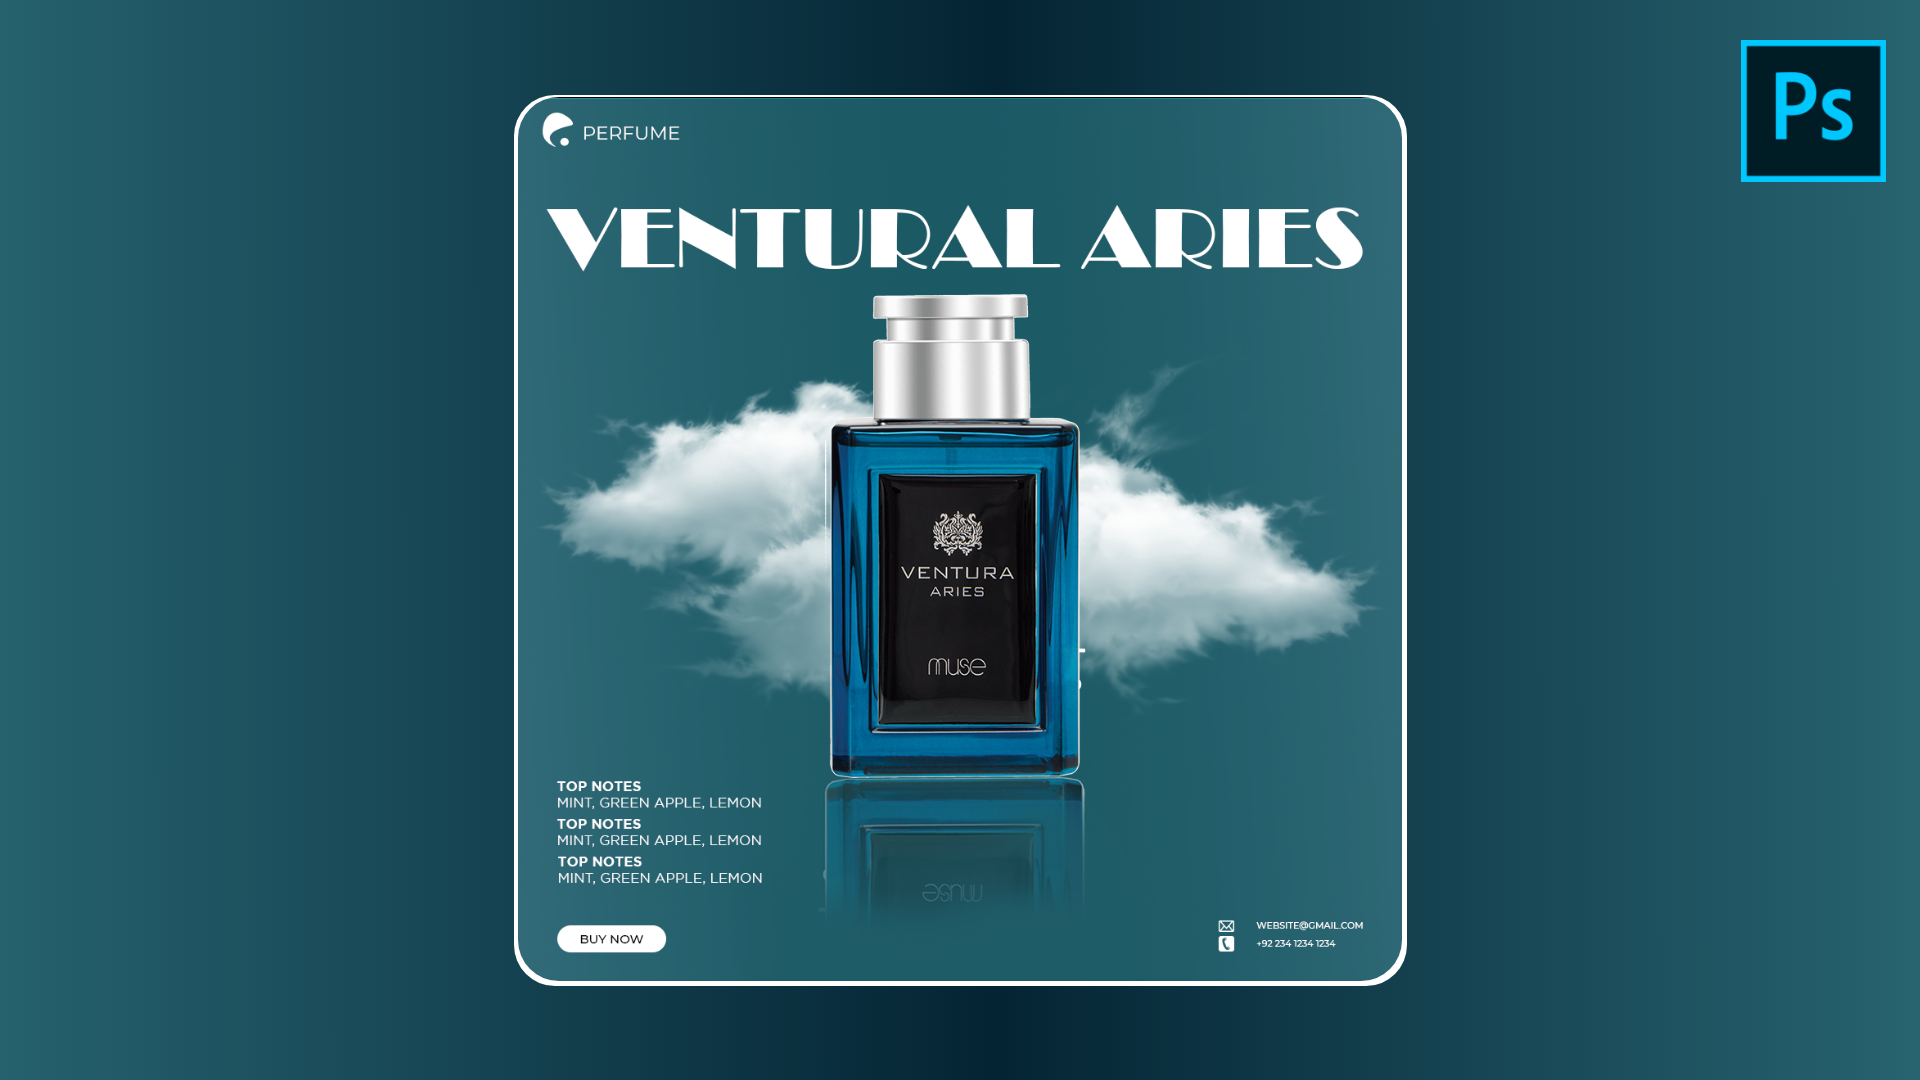 Ps
PERFUME
VENTURAL ARIES
VENTURA
ARIES
muse
TOP NOTES
MINT, GREEN APPLE, LEMON
TOP NOTES
MINT, GREEN APPLE, LEMON
TOP NOTES
MINT, GREEN APPLE, LEMON
muse
BUY NOW
WEBSITE@GMAIL.COM
+92 234 1234 1234